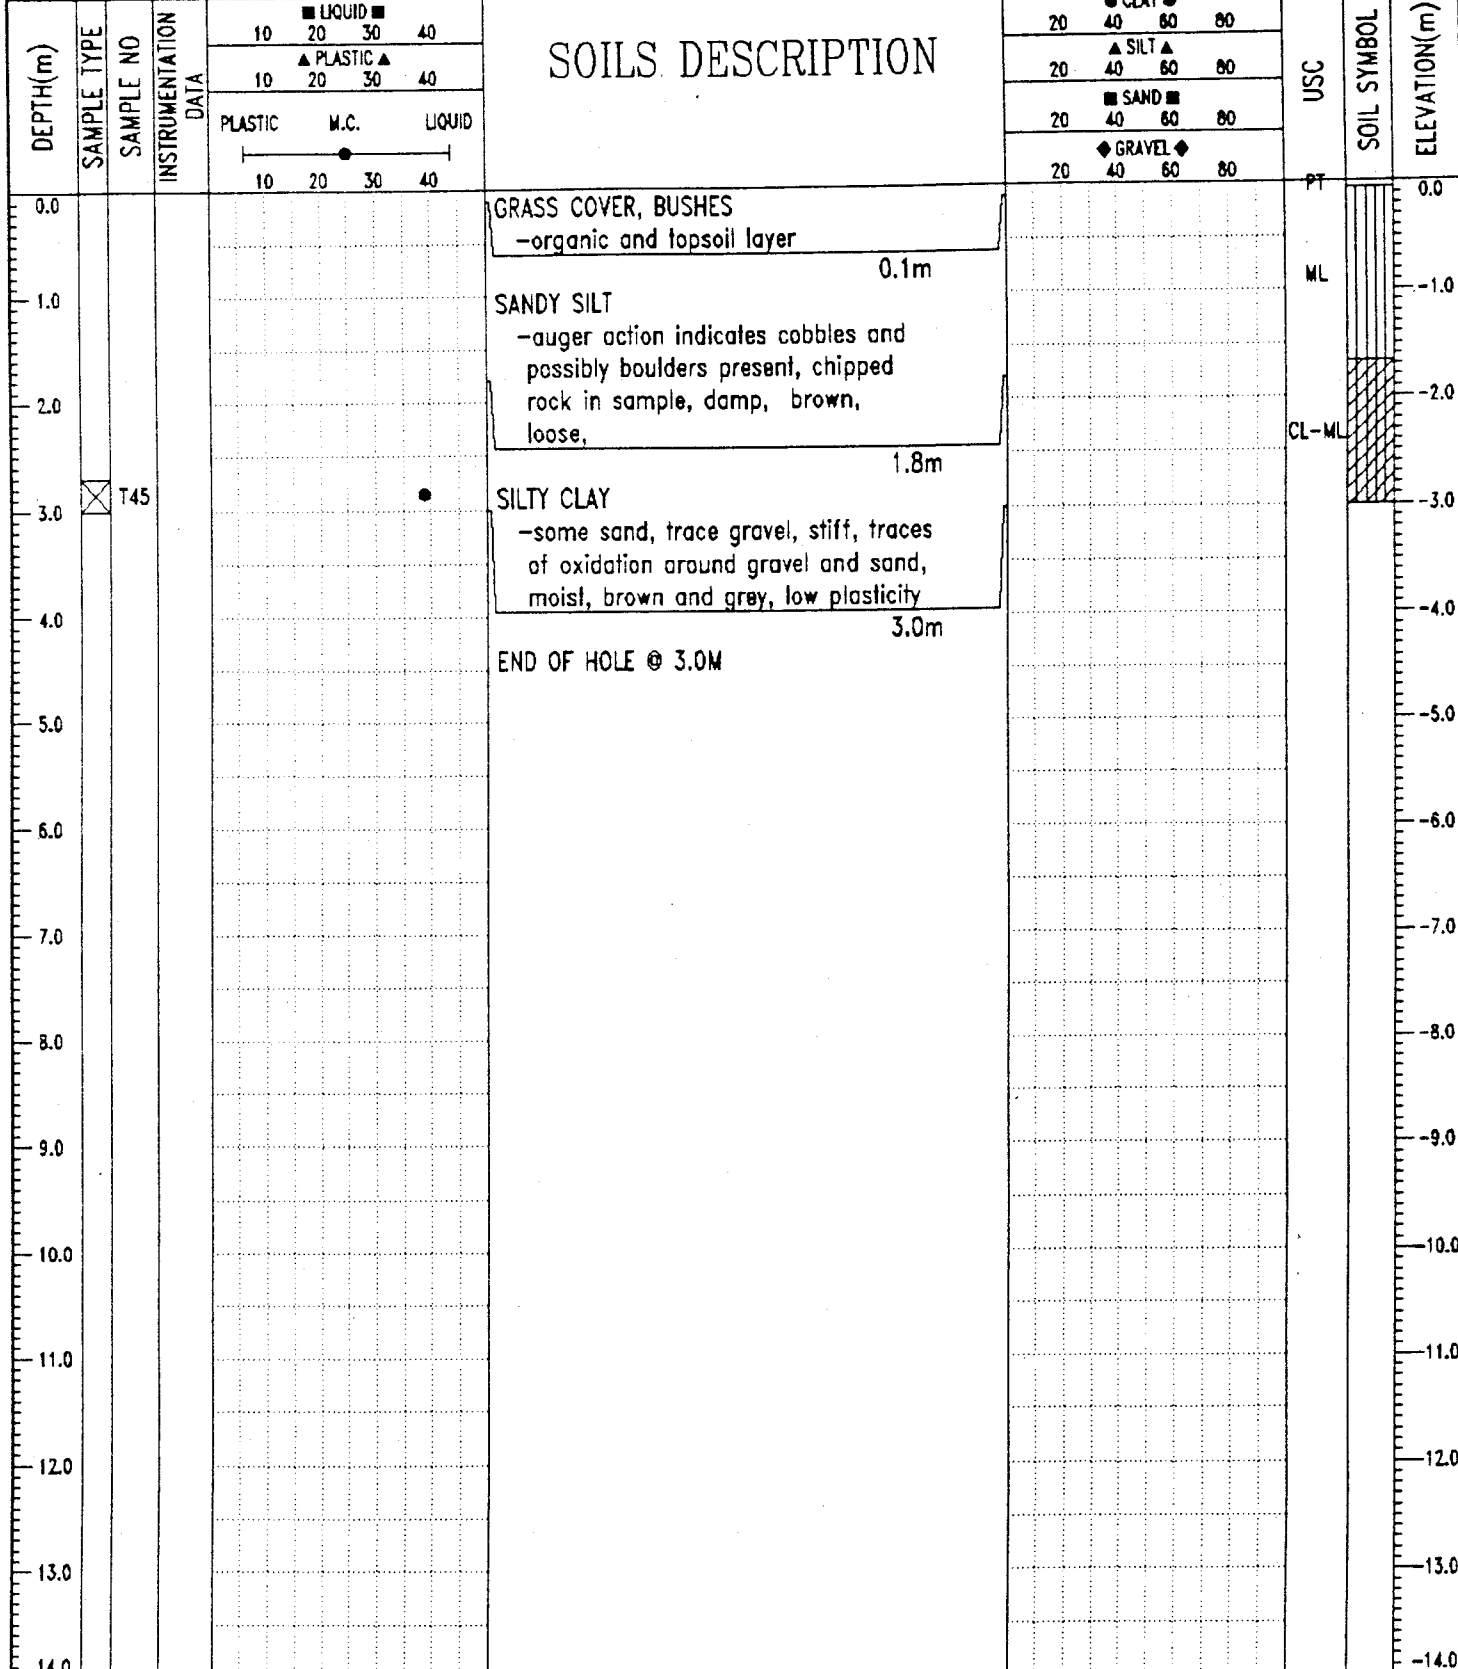 DEPTH(m)
SAMPLE TYPE
SAMPLE NO
INSTRUMENTATION
DATA
■ LIQUID ■
10 20 30 40
▲ PLASTIC ▲
10 20 30 40
PLASTIC M.C. LIQUID
10 20 30 40
SOILS DESCRIPTION
● CLAY ●
20 40 60 80
▲ SILT ▲
20 40 60 80
■ SAND ■
20 40 60 80
◆ GRAVEL ◆
20 40 60 80
USC
SOIL SYMBOL
ELEVATION(m)
0.0
1.0
2.0
3.0
4.0
5.0
6.0
7.0
8.0
9.0
10.0
11.0
12.0
13.0
14.0
T45
GRASS COVER, BUSHES
-organic and topsoil layer
0.1m
SANDY SILT
-auger action indicates cobbles and
possibly boulders present, chipped
rock in sample, damp, brown,
loose,
1.8m
SILTY CLAY
-some sand, trace gravel, stiff, traces
of oxidation around gravel and sand,
moist, brown and grey, low plasticity
3.0m
END OF HOLE @ 3.0M
PT
ML
CL-ML
0.0
-1.0
-2.0
-3.0
-4.0
-5.0
-6.0
-7.0
-8.0
-9.0
-10.0
-11.0
-12.0
-13.0
-14.0